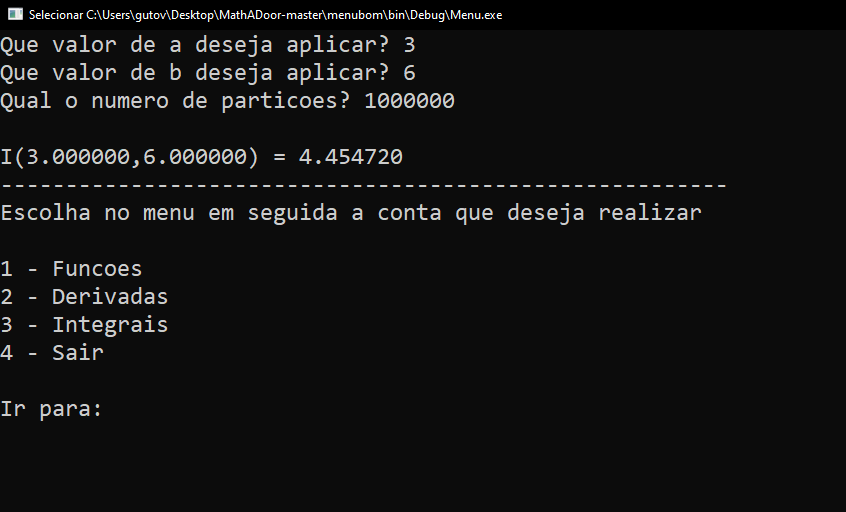 Selecionar C:\Users\gutov\Desktop\MathADoor-master\menubom\bin\Debug\Menu.exe
Que valor de a deseja aplicar? 3
Que valor de b deseja aplicar? 6
Qual o numero de particoes? 1000000
I(3.000000,6.000000) = 4.454720
--------------------------------------------------------
Escolha no menu em seguida a conta que deseja realizar
1 - Funcoes
2 - Derivadas
3 - Integrais
4 - Sair
Ir para: